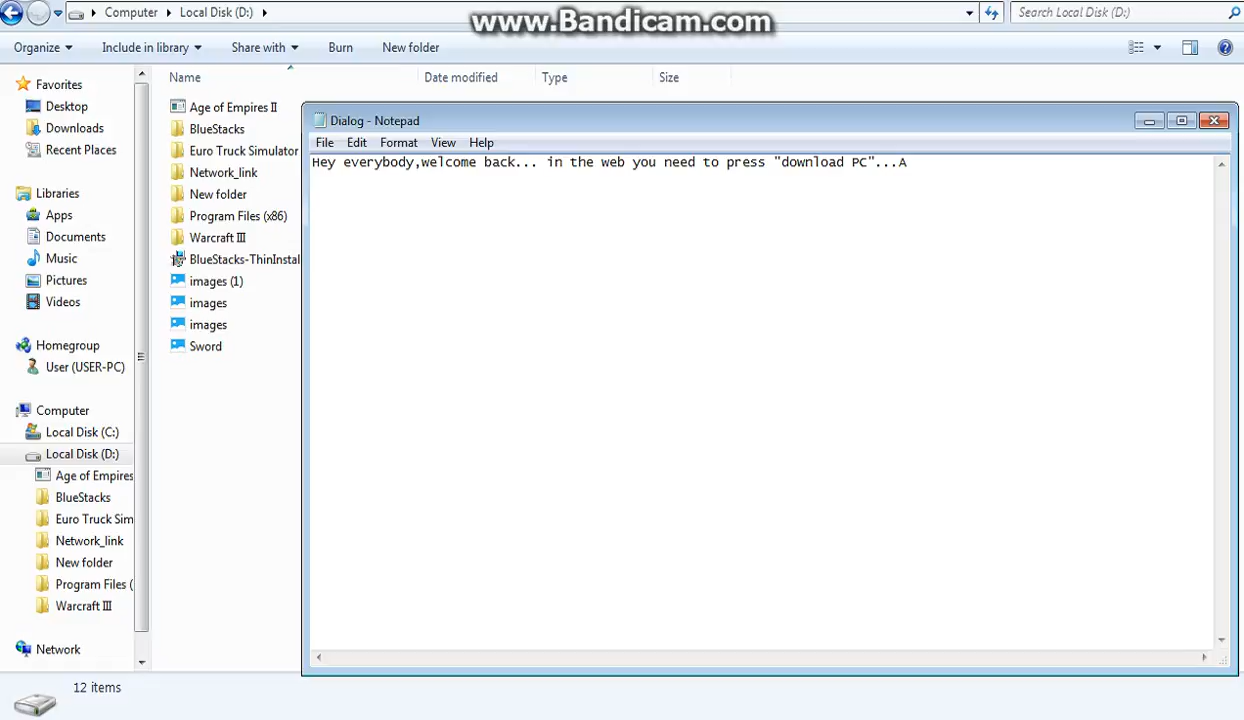 Computer
Local Disk (D:)
www.Bandicam.com
Search Local Disk (D:)
Organize
Include in library
Share with
Burn
New folder
Name
Date modified
Type
Size
Favorites
Desktop
Downloads
Recent Places
Libraries
Apps
Documents
Music
Pictures
Videos
Homegroup
User (USER-PC)
Computer
Local Disk (C:)
Local Disk (D:)
Age of Empires
BlueStacks
Euro Truck Sim
Network_link
New folder
Program Files (
Warcraft III
Network
Age of Empires II
BlueStacks
Euro Truck Simulator
Network_link
New folder
Program Files (x86)
Warcraft III
BlueStacks-ThinInstal
images (1)
images
images
Sword
Dialog - Notepad
File Edit Format View Help
Hey everybody,welcome back... in the web you need to press "download PC"...A
12 items